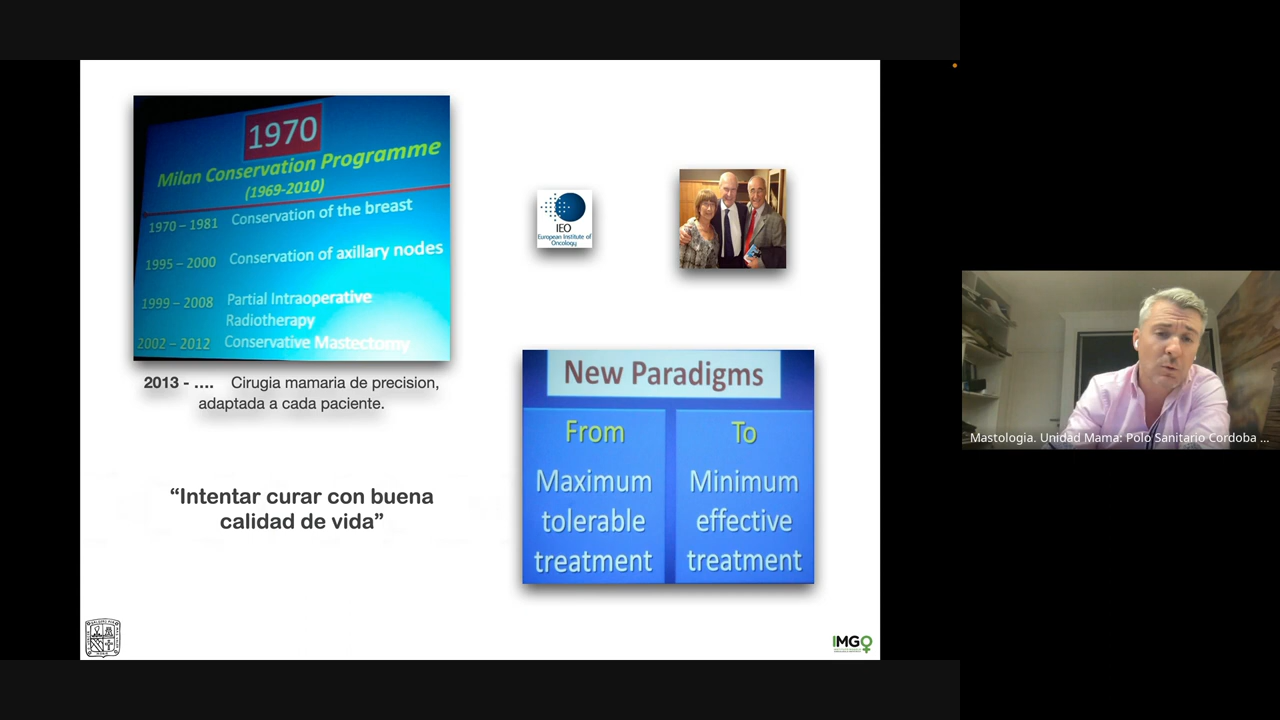 1970
Milan Conservation Programme
(1969-2010)
1970 – 1981 Conservation of the breast
1995 – 2000 Conservation of axillary nodes
1999 – 2008 Partial Intraoperative
Radiotherapy
2002 – 2012 Conservative Mastectomy
2013 - .... Cirugia mamaria de precision,
adaptada a cada paciente.
“Intentar curar con buena
calidad de vida”
IEO
European Institute of
Oncology
New Paradigms
From
Maximum
tolerable
treatment
To
Minimum
effective
treatment
IMGO
Mastologia. Unidad Mama: Polo Sanitario Cordoba ...